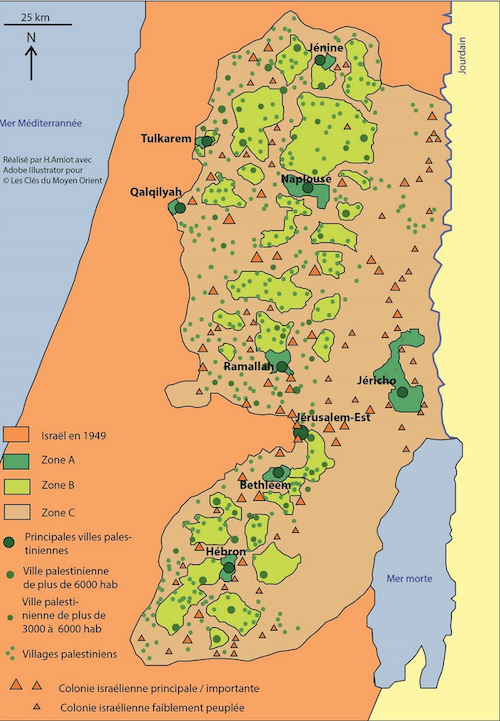 25 km
N
Jourdain
Mer Méditerrannée
Réalisé par H.Amiot avec
Adobe Illustrator pour
© Les Clés du Moyen Orient
Jénine
Tulkarem
Qalqilyah
Naplouse
Ramallah
Jéricho
Jérusalem-Est
Bethléem
Hébron
Mer morte
Israël en 1949
Zone A
Zone B
Zone C
Principales villes pales-
tiniennes
Ville palestinienne
de plus de 6000 hab
Ville palesti-
nienne de plus de
3000 à 6000 hab
Villages palestiniens
Colonie israélienne principale / importante
Colonie israélienne faiblement peuplée